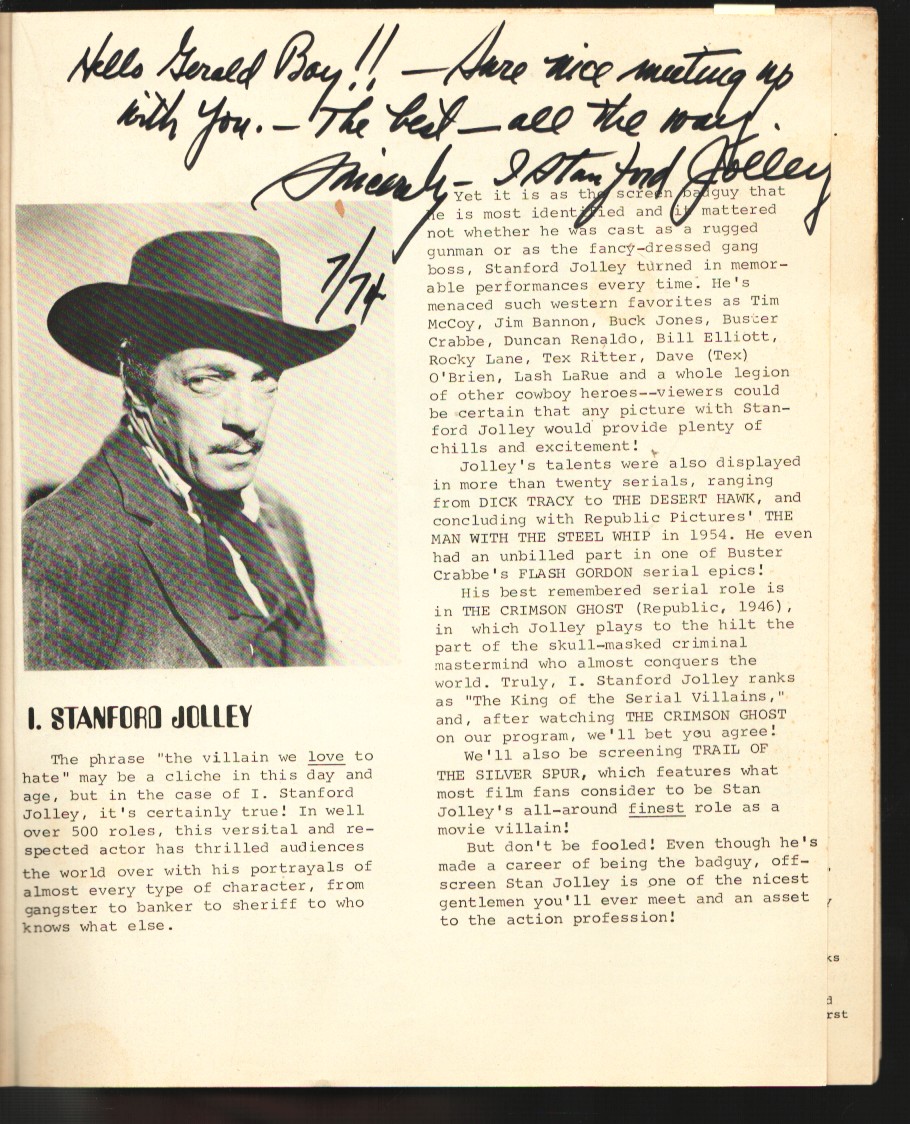 Hello Gerald Boy!! — Sure nice meeting up
with You. — The best — all the way.
Sincerely — I Stanford Jolley
7/74
I. STANFORD JOLLEY
The phrase "the villain we love to
hate" may be a cliche in this day and
age, but in the case of I. Stanford
Jolley, it's certainly true! In well
over 500 roles, this versital and re-
spected actor has thrilled audiences
the world over with his portrayals of
almost every type of character, from
gangster to banker to sheriff to who
knows what else.
Yet it is as the screen badguy that
he is most identified and it mattered
not whether he was cast as a rugged
gunman or as the fancy-dressed gang
boss, Stanford Jolley turned in memor-
able performances every time. He's
menaced such western favorites as Tim
McCoy, Jim Bannon, Buck Jones, Buster
Crabbe, Duncan Renaldo, Bill Elliott,
Rocky Lane, Tex Ritter, Dave (Tex)
O'Brien, Lash LaRue and a whole legion
of other cowboy heroes--viewers could
be certain that any picture with Stan-
ford Jolley would provide plenty of
chills and excitement!
Jolley's talents were also displayed
in more than twenty serials, ranging
from DICK TRACY to THE DESERT HAWK, and
concluding with Republic Pictures' THE
MAN WITH THE STEEL WHIP in 1954. He even
had an unbilled part in one of Buster
Crabbe's FLASH GORDON serial epics!
His best remembered serial role is
in THE CRIMSON GHOST (Republic, 1946),
in which Jolley plays to the hilt the
part of the skull-masked criminal
mastermind who almost conquers the
world. Truly, I. Stanford Jolley ranks
as "The King of the Serial Villains,"
and, after watching THE CRIMSON GHOST
on our program, we'll bet you agree!
We'll also be screening TRAIL OF
THE SILVER SPUR, which features what
most film fans consider to be Stan
Jolley's all-around finest role as a
movie villain!
But don't be fooled! Even though he's
made a career of being the badguy, off-
screen Stan Jolley is one of the nicest
gentlemen you'll ever meet and an asset
to the action profession!
ks
rst